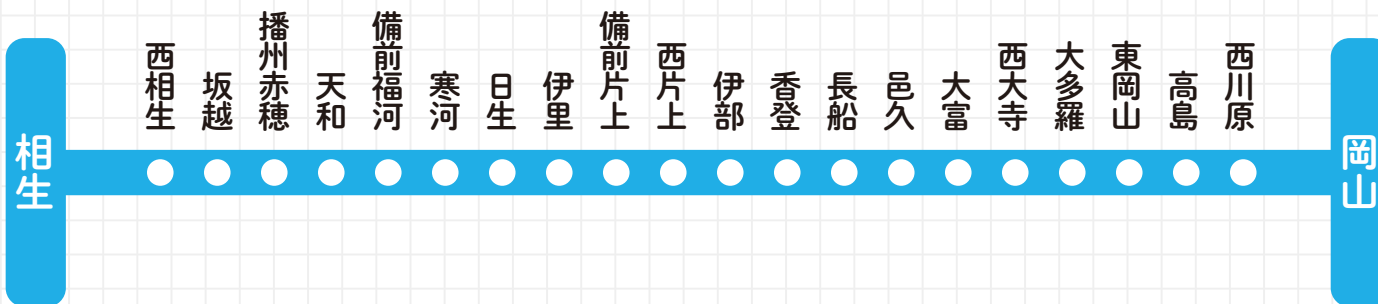 相生
西相生
坂越
播州赤穂
天和
備前福河
寒河
日生
伊里
備前片上
西片上
伊部
香登
長船
邑久
大富
西大寺
大多羅
東岡山
高島
西川原
岡山